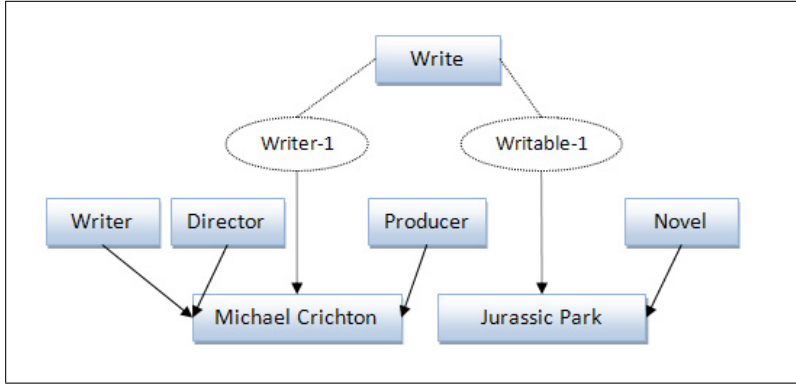 Write
Writer-1
Writable-1
Writer
Director
Producer
Novel
Michael Crichton
Jurassic Park